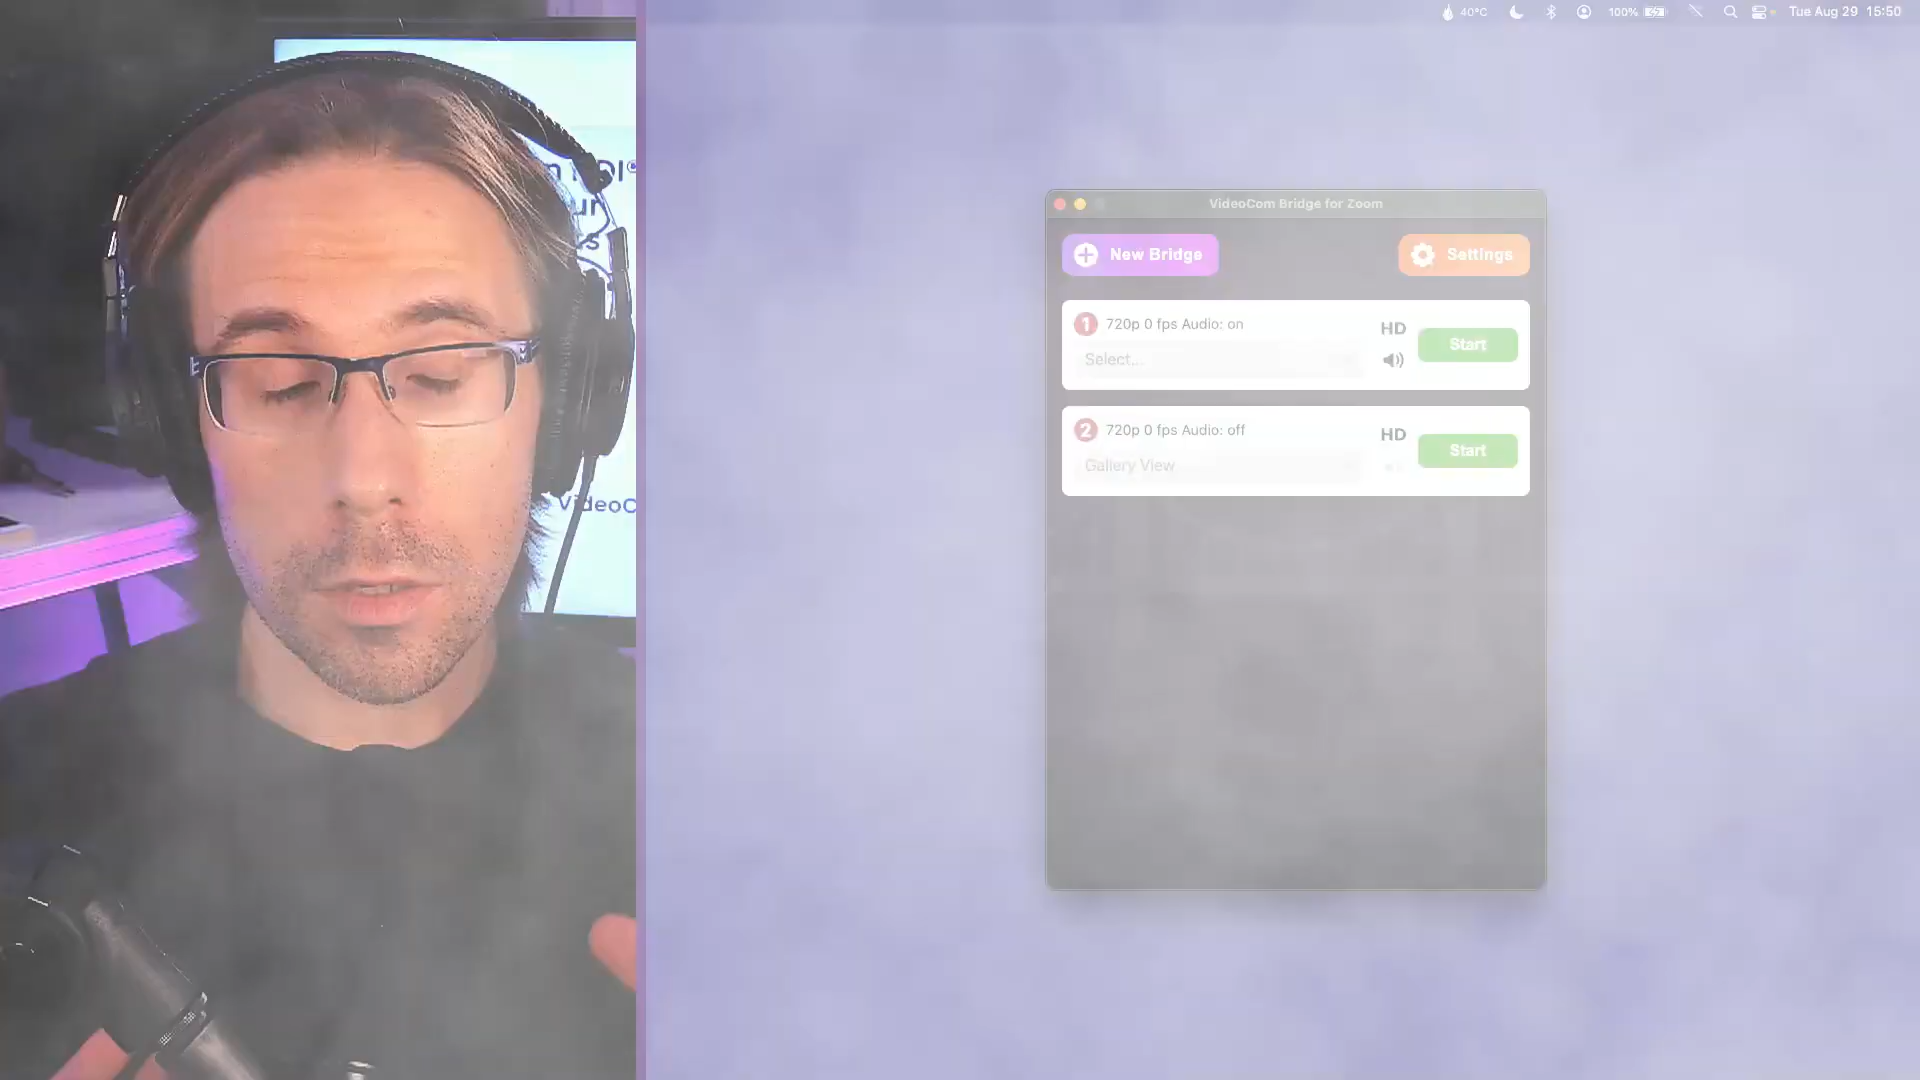 40°C
100%
Tue Aug 29 15:50
VideoCom Bridge for Zoom
New Bridge
Settings
1 720p 0 fps Audio: on
HD
Select...
Start
2 720p 0 fps Audio: off
HD
Gallery View
Start
VideoC